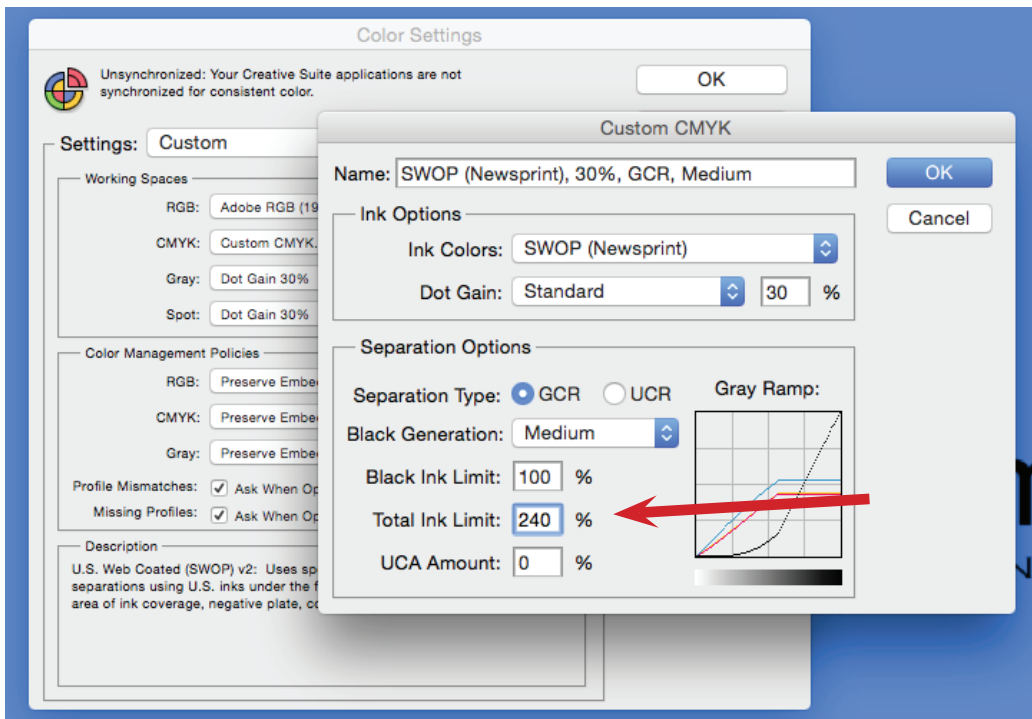 Color Settings
Unsynchronized: Your Creative Suite applications are not
synchronized for consistent color.
OK
Settings: Custom
Working Spaces
RGB: Adobe RGB (19
CMYK: Custom CMYK.
Gray: Dot Gain 30%
Spot: Dot Gain 30%
Color Management Policies
RGB: Preserve Embe
CMYK: Preserve Embe
Gray: Preserve Embe
Profile Mismatches: Ask When Op
Missing Profiles: Ask When Op
Description
U.S. Web Coated (SWOP) v2: Uses sp
separations using U.S. inks under the f
area of ink coverage, negative plate, co
Custom CMYK
Name: SWOP (Newsprint), 30%, GCR, Medium
OK
Cancel
Ink Options
Ink Colors: SWOP (Newsprint)
Dot Gain: Standard 30 %
Separation Options
Separation Type: GCR UCR
Gray Ramp:
Black Generation: Medium
Black Ink Limit: 100 %
Total Ink Limit: 240 %
UCA Amount: 0 %